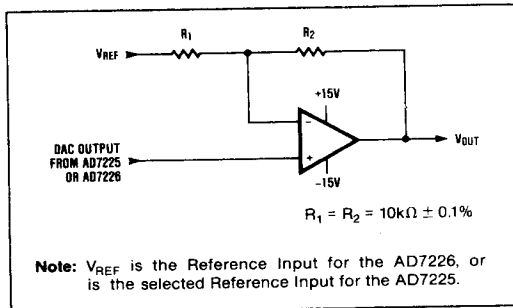 R₁
R₂
VREF
+15V
−
+
DAC OUTPUT
FROM AD7225
OR AD7226
VOUT
−15V
R₁ = R₂ = 10kΩ ± 0.1%
Note: VREF is the Reference Input for the AD7226, or
is the selected Reference Input for the AD7225.